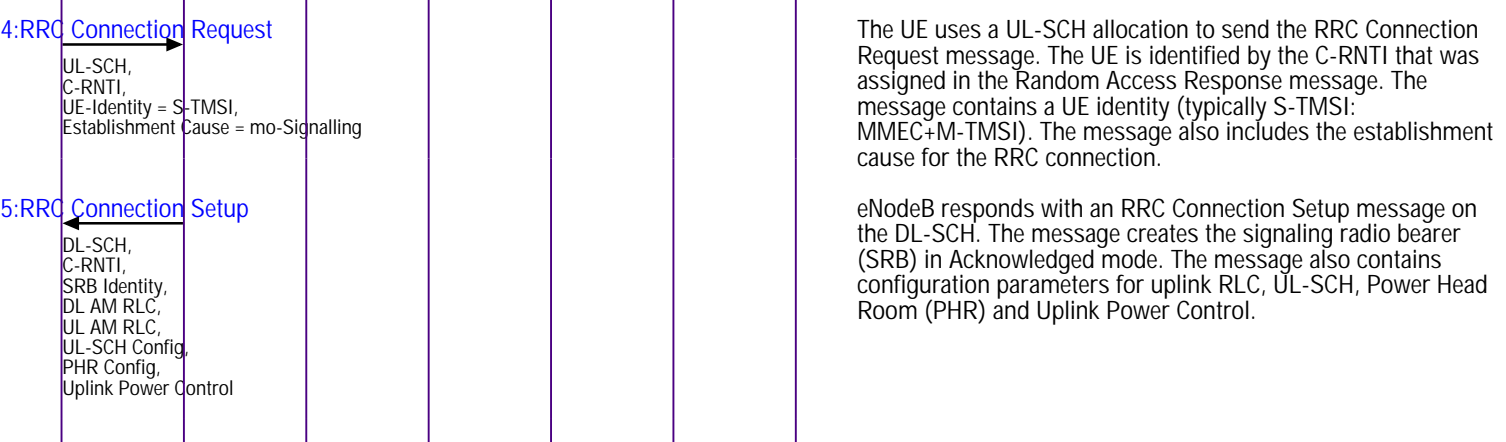 4:RRC Connection Request
UL-SCH,
C-RNTI,
UE-Identity = S-TMSI,
Establishment Cause = mo-Signalling
The UE uses a UL-SCH allocation to send the RRC Connection
Request message. The UE is identified by the C-RNTI that was
assigned in the Random Access Response message. The
message contains a UE identity (typically S-TMSI:
MMEC+M-TMSI). The message also includes the establishment
cause for the RRC connection.
5:RRC Connection Setup
DL-SCH,
C-RNTI,
SRB Identity,
DL AM RLC,
UL AM RLC,
UL-SCH Config,
PHR Config,
Uplink Power Control
eNodeB responds with an RRC Connection Setup message on
the DL-SCH. The message creates the signaling radio bearer
(SRB) in Acknowledged mode. The message also contains
configuration parameters for uplink RLC, UL-SCH, Power Head
Room (PHR) and Uplink Power Control.